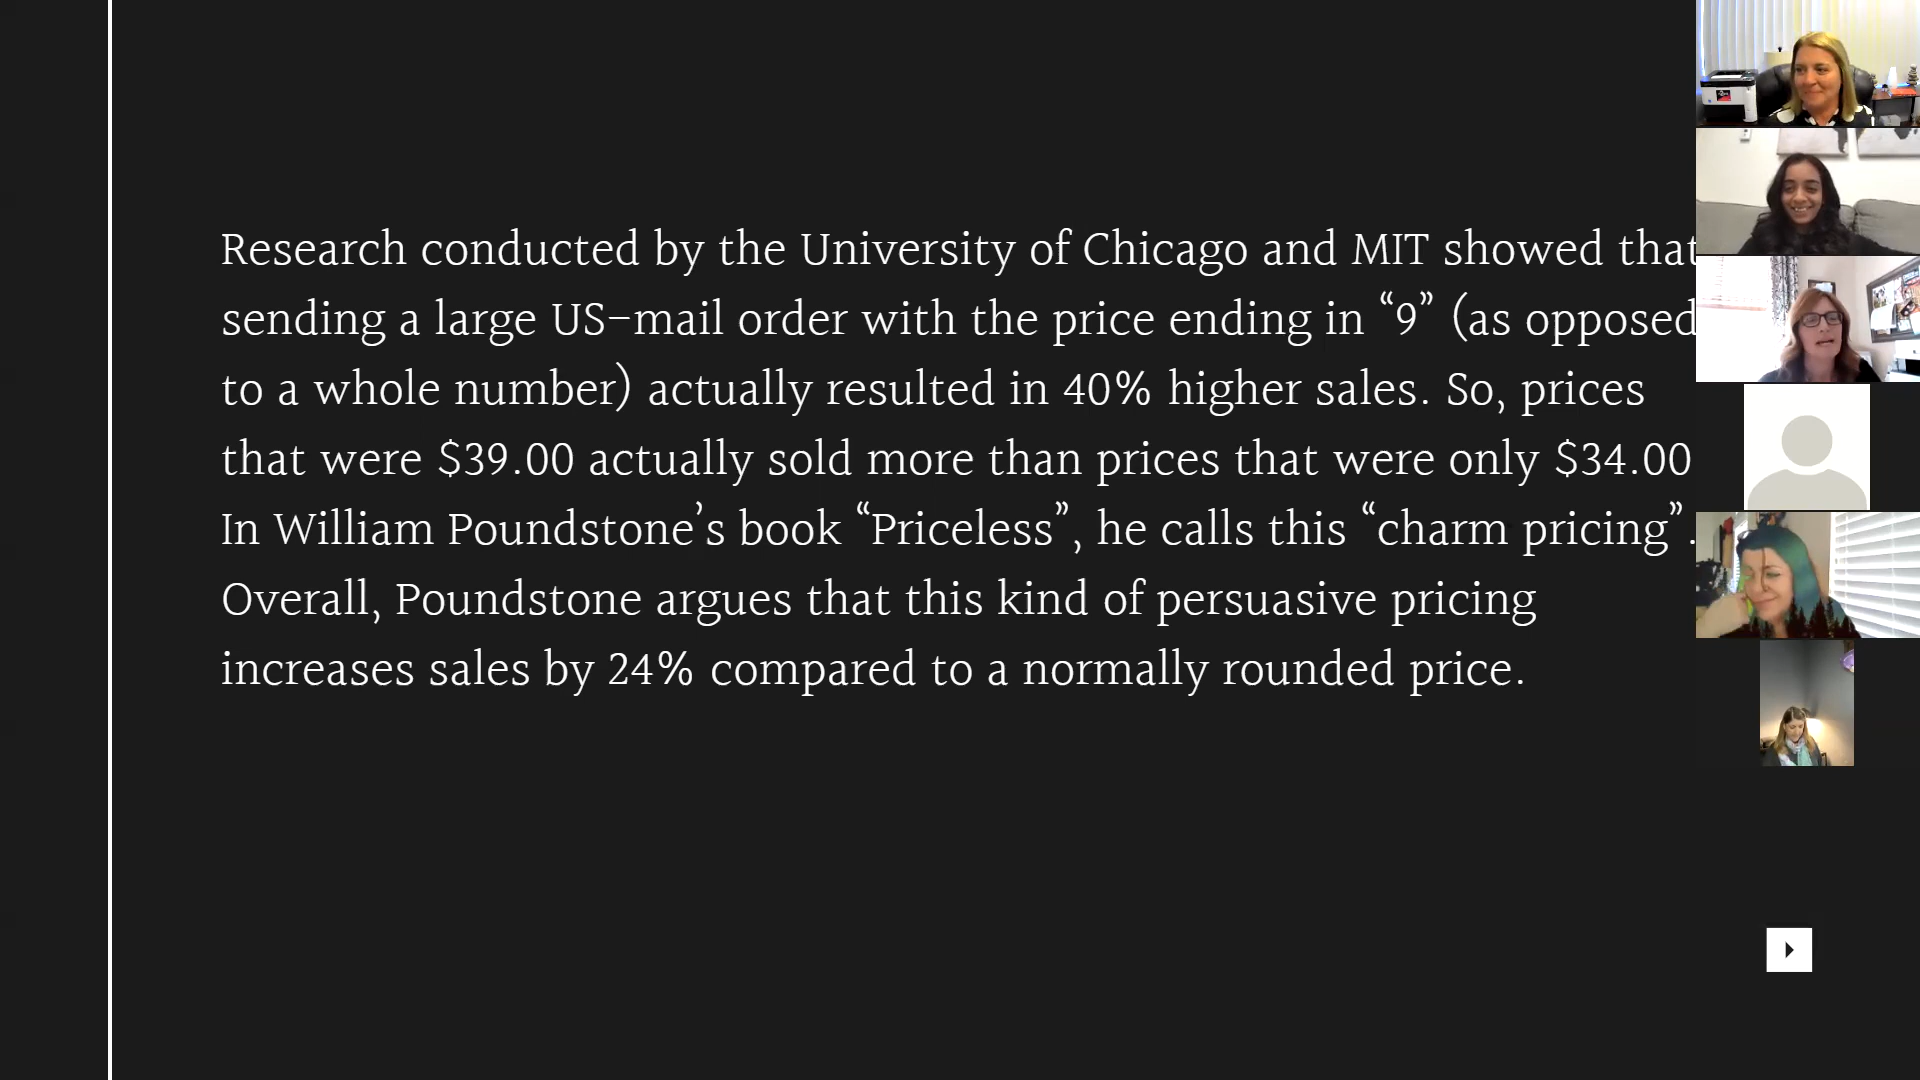 Research conducted by the University of Chicago and MIT showed that
sending a large US-mail order with the price ending in “9” (as opposed
to a whole number) actually resulted in 40% higher sales. So, prices
that were $39.00 actually sold more than prices that were only $34.00
In William Poundstone’s book “Priceless”, he calls this “charm pricing”.
Overall, Poundstone argues that this kind of persuasive pricing
increases sales by 24% compared to a normally rounded price.